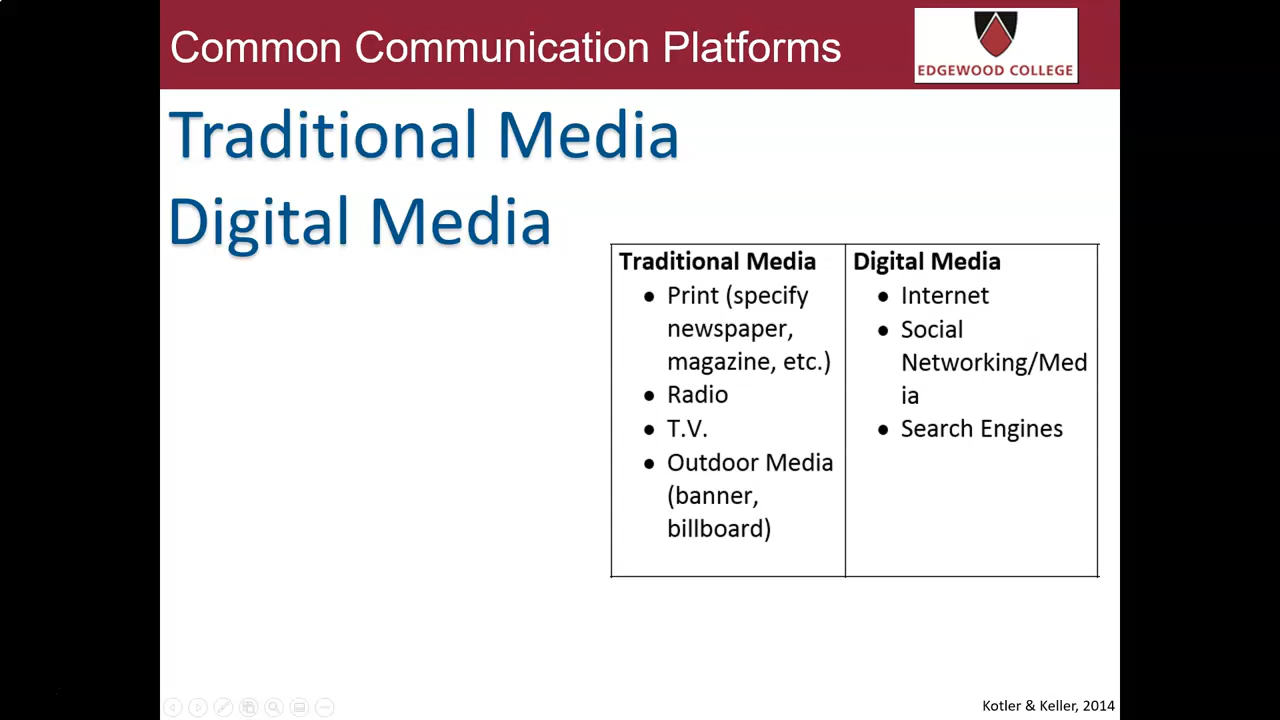 Common Communication Platforms
EDGEWOOD COLLEGE
Traditional Media
Digital Media
Traditional Media
• Print (specify
newspaper,
magazine, etc.)
• Radio
• T.V.
• Outdoor Media
(banner,
billboard)
Digital Media
• Internet
• Social
Networking/Med
ia
• Search Engines
Kotler & Keller, 2014